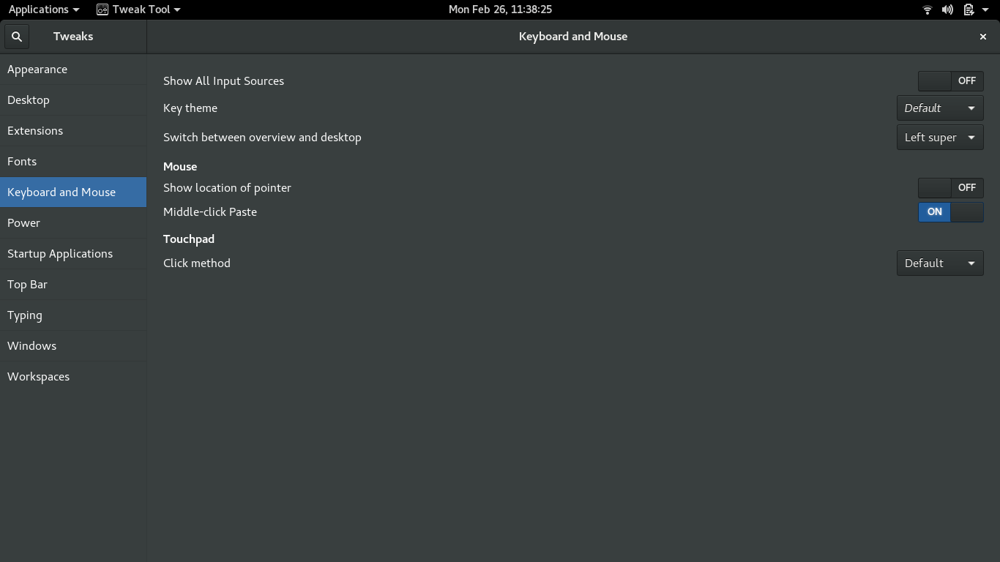 Applications Tweak Tool Mon Feb 26, 11:38:25
Tweaks Keyboard and Mouse
Appearance
Desktop
Extensions
Fonts
Keyboard and Mouse
Power
Startup Applications
Top Bar
Typing
Windows
Workspaces
Show All Input Sources OFF
Key theme Default
Switch between overview and desktop Left super
Mouse
Show location of pointer OFF
Middle-click Paste ON
Touchpad
Click method Default